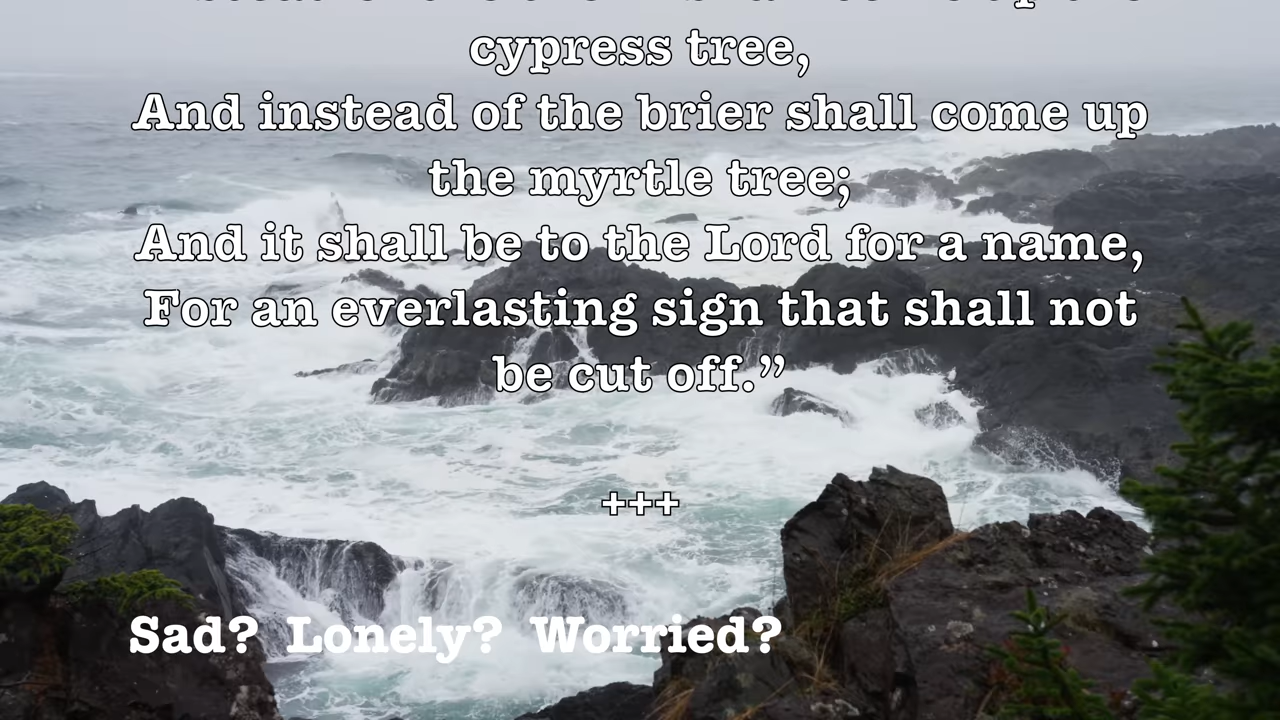 cypress tree,
And instead of the brier shall come up
the myrtle tree;
And it shall be to the Lord for a name,
For an everlasting sign that shall not
be cut off.”
+++
Sad?  Lonely?  Worried?